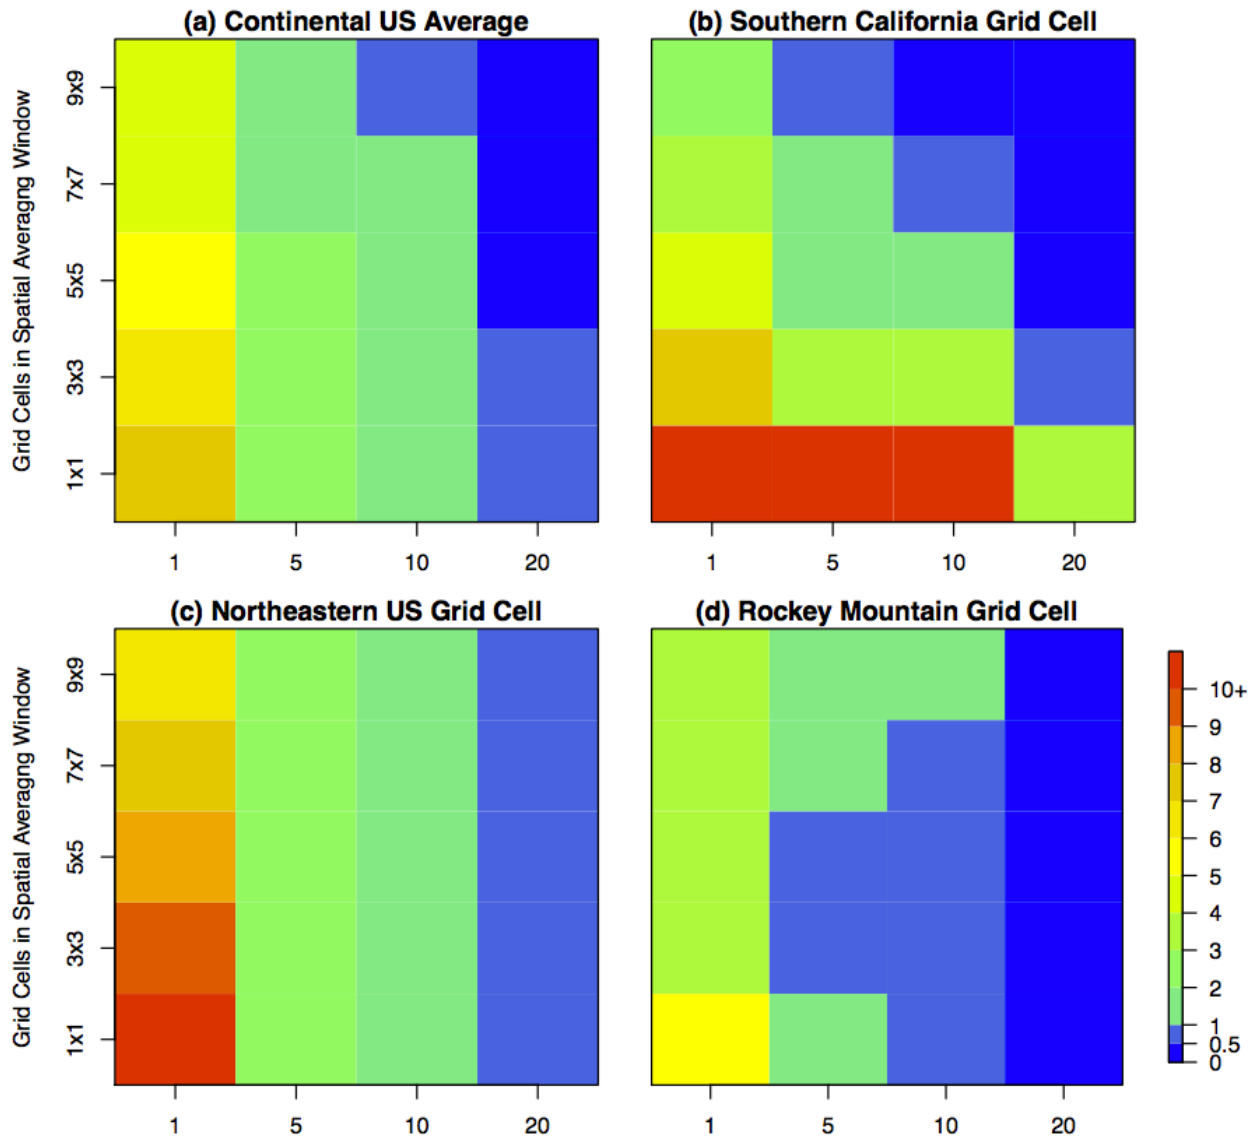 (a) Continental US Average
(b) Southern California Grid Cell
Grid Cells in Spatial Averagng Window
9x9
7x7
5x5
3x3
1x1
1 5 10 20
1 5 10 20
(c) Northeastern US Grid Cell
(d) Rockey Mountain Grid Cell
Grid Cells in Spatial Averagng Window
9x9
7x7
5x5
3x3
1x1
1 5 10 20
1 5 10 20
10+
9
8
7
6
5
4
3
2
1
0.5
0